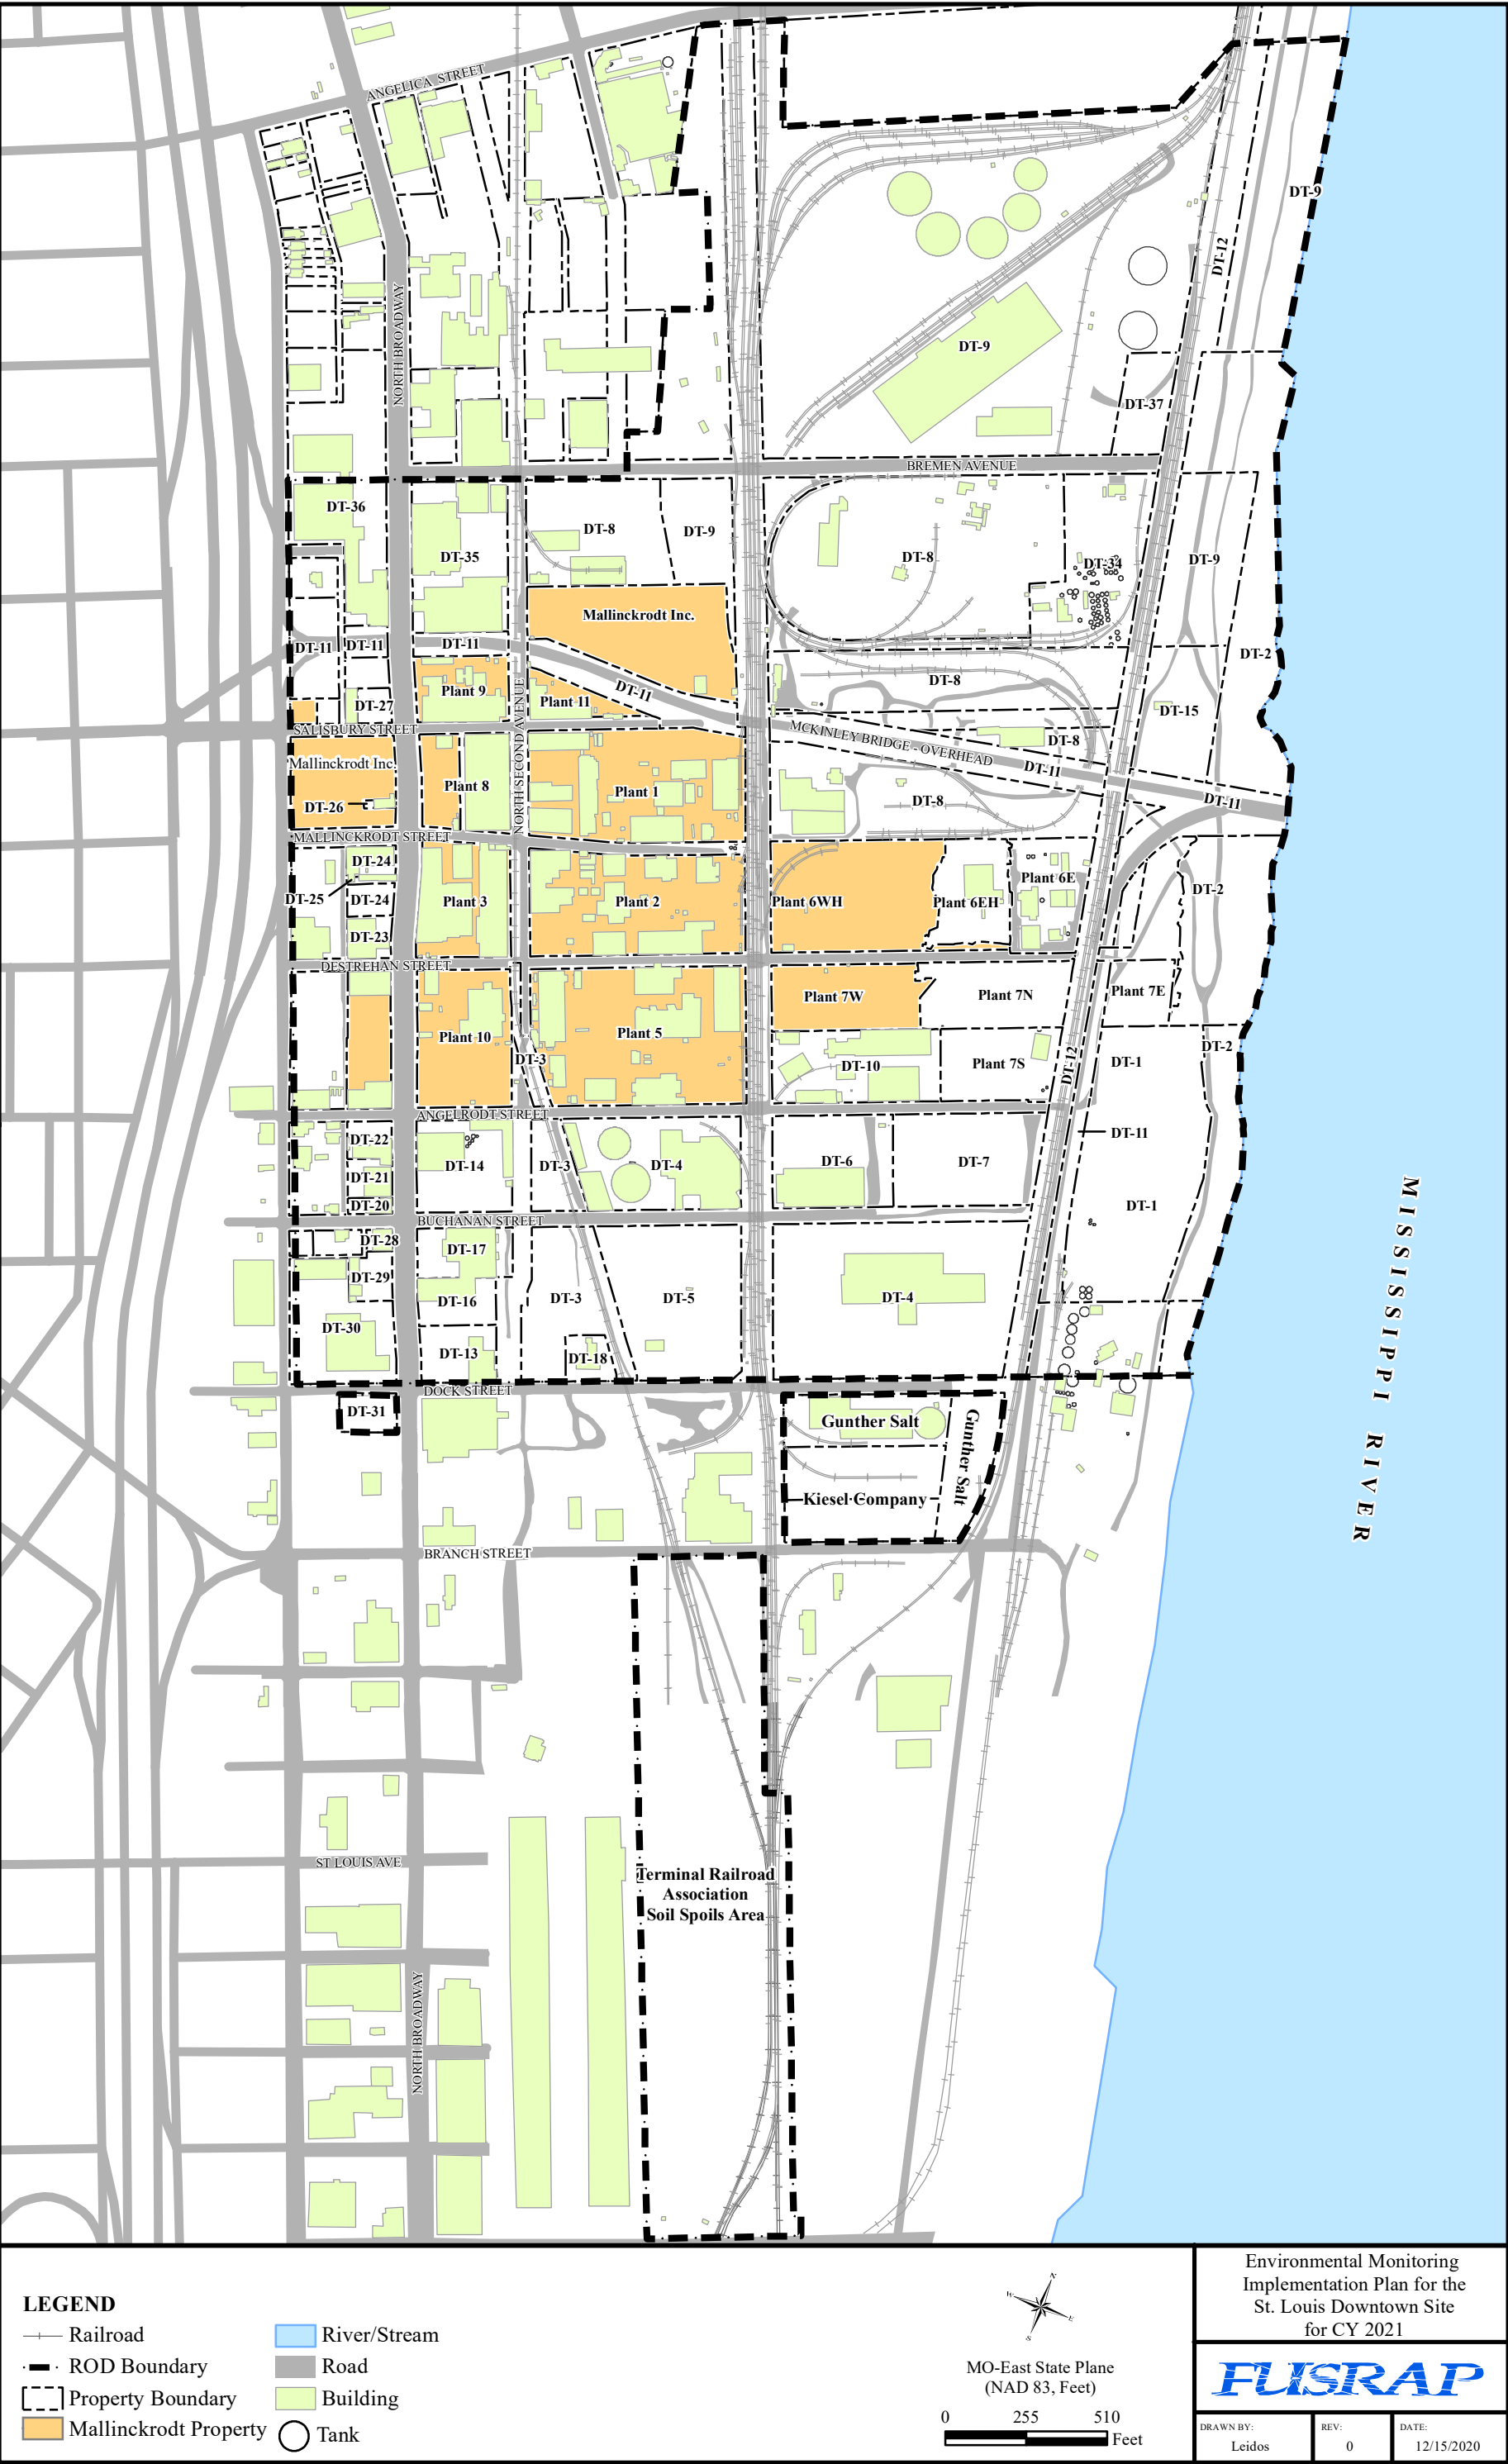 ANGELICA STREET
DT-9
DT-12
NORTH BROADWAY
DT-9
DT-37
BREMEN AVENUE
DT-36
DT-35
DT-8
DT-9
DT-8
DT-34
DT-9
Mallinckrodt Inc.
DT-11
DT-11
DT-11
DT-2
DT-8
Plant 9
Plant 11
DT-11
DT-27
DT-15
SALISBURY STREET
NORTH SECOND AVENUE
MCKINLEY BRIDGE - OVERHEAD
DT-8
DT-11
Mallinckrodt Inc.
Plant 8
Plant 1
DT-26
DT-8
DT-11
MALLINCKRODT STREET
DT-24
DT-25
DT-24
Plant 3
Plant 2
Plant 6WH
Plant 6EH
Plant 6E
DT-2
DT-23
DESTREHAN STREET
Plant 7W
Plant 7N
Plant 7E
Plant 10
Plant 5
DT-3
DT-10
Plant 7S
DT-12
DT-1
DT-2
ANGELRODT STREET
DT-22
DT-14
DT-3
DT-4
DT-6
DT-7
DT-11
DT-21
DT-20
DT-1
BUCHANAN STREET
DT-28
DT-17
DT-29
DT-16
DT-3
DT-5
DT-4
DT-30
DT-13
DT-18
MISSISSIPPI RIVER
DOCK STREET
DT-31
Gunther Salt
Gunther Salt
Kiesel Company
BRANCH STREET
ST LOUIS AVE
Terminal Railroad
Association
Soil Spoils Area
NORTH BROADWAY
LEGEND
Railroad
ROD Boundary
Property Boundary
Mallinckrodt Property
River/Stream
Road
Building
Tank
N
W
E
S
MO-East State Plane
(NAD 83, Feet)
0 255 510
Feet
Environmental Monitoring
Implementation Plan for the
St. Louis Downtown Site
for CY 2021
FUSRAP
DRAWN BY:
Leidos
REV:
0
DATE:
12/15/2020